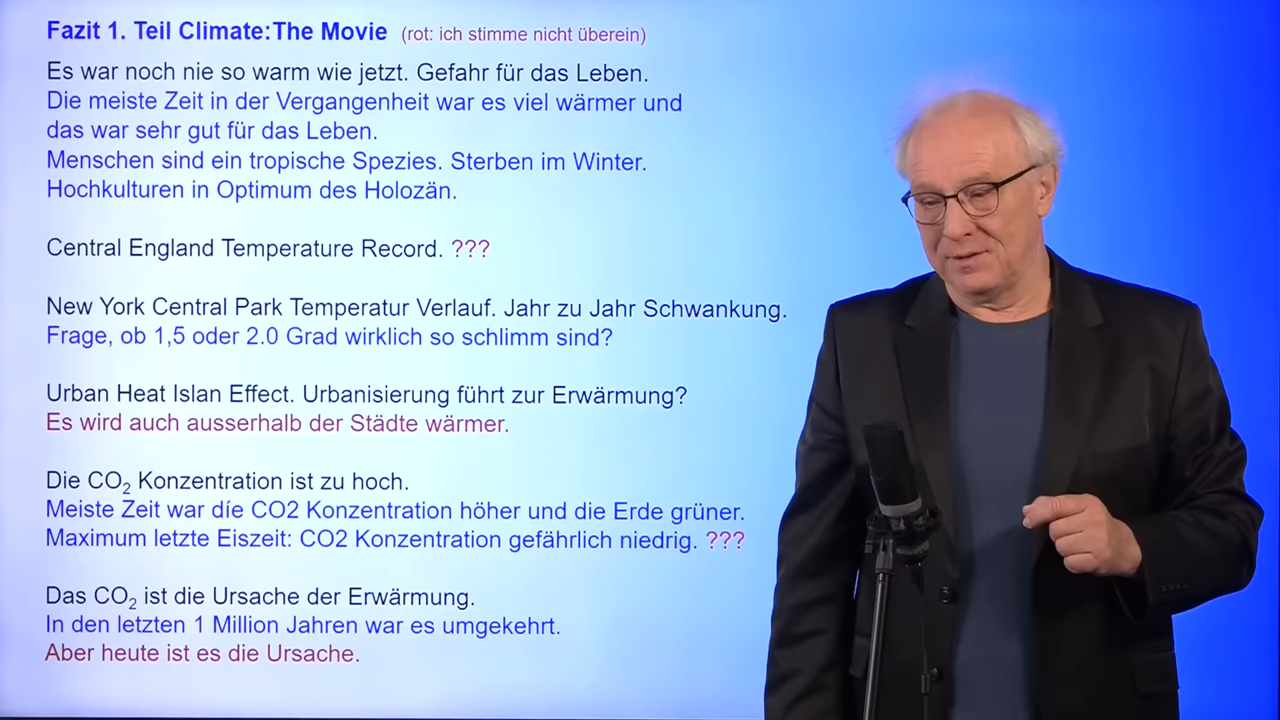 Fazit 1. Teil Climate:The Movie (rot: ich stimme nicht überein)
Es war noch nie so warm wie jetzt. Gefahr für das Leben.
Die meiste Zeit in der Vergangenheit war es viel wärmer und
das war sehr gut für das Leben.
Menschen sind ein tropische Spezies. Sterben im Winter.
Hochkulturen in Optimum des Holozän.
Central England Temperature Record. ???
New York Central Park Temperatur Verlauf. Jahr zu Jahr Schwankung.
Frage, ob 1,5 oder 2.0 Grad wirklich so schlimm sind?
Urban Heat Islan Effect. Urbanisierung führt zur Erwärmung?
Es wird auch ausserhalb der Städte wärmer.
Die CO₂ Konzentration ist zu hoch.
Meiste Zeit war díe CO2 Konzentration höher und die Erde grüner.
Maximum letzte Eiszeit: CO2 Konzentration gefährlich niedrig. ???
Das CO₂ ist die Ursache der Erwärmung.
In den letzten 1 Million Jahren war es umgekehrt.
Aber heute ist es die Ursache.